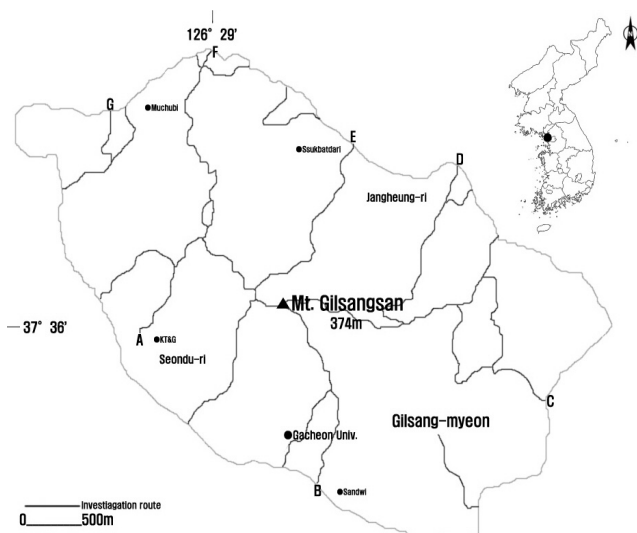 126° 29'
F
G
Muchubi
E
Ssukbatdari
D
Jangheung-ri
Mt. Gilsangsan
374m
37° 36'
A
KT&G
Seondu-ri
C
Gilsang-myeon
Gacheon Univ.
B
Sandwi
Investiagation route
0 500m